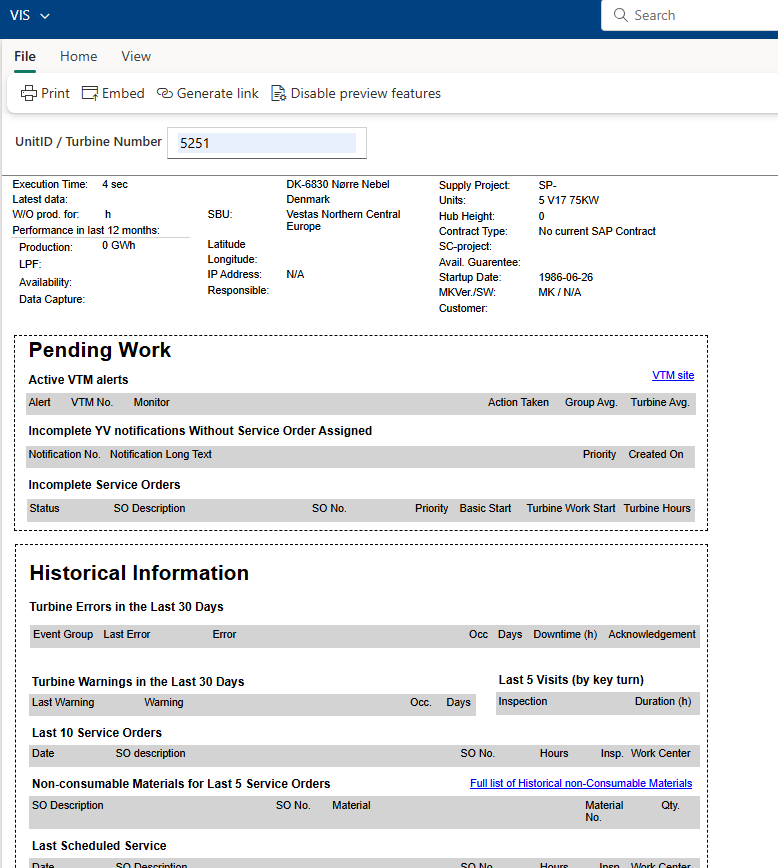 VIS
Search
File Home View
Print Embed Generate link Disable preview features
UnitID / Turbine Number 5251
Execution Time: 4 sec
Latest data:
W/O prod. for: h
Performance in last 12 months:
Production: 0 GWh
LPF:
Availability:
Data Capture:
DK-6830 Nørre Nebel
Denmark
SBU: Vestas Northern Central
Europe
Latitude
Longitude:
IP Address: N/A
Responsible:
Supply Project: SP-
Units: 5 V17 75KW
Hub Height: 0
Contract Type: No current SAP Contract
SC-project:
Avail. Guarentee:
Startup Date: 1986-06-26
MKVer./SW: MK / N/A
Customer:
Pending Work
Active VTM alerts VTM site
Alert VTM No. Monitor Action Taken Group Avg. Turbine Avg.
Incomplete YV notifications Without Service Order Assigned
Notification No. Notification Long Text Priority Created On
Incomplete Service Orders
Status SO Description SO No. Priority Basic Start Turbine Work Start Turbine Hours
Historical Information
Turbine Errors in the Last 30 Days
Event Group Last Error Error Occ Days Downtime (h) Acknowledgement
Turbine Warnings in the Last 30 Days
Last Warning Warning Occ. Days
Last 5 Visits (by key turn)
Inspection Duration (h)
Last 10 Service Orders
Date SO description SO No. Hours Insp. Work Center
Non-consumable Materials for Last 5 Service Orders Full list of Historical non-Consumable Materials
SO Description SO No. Material Material Qty.
No.
Last Scheduled Service
Date SO Description SO No. Hours Insp. Work Center